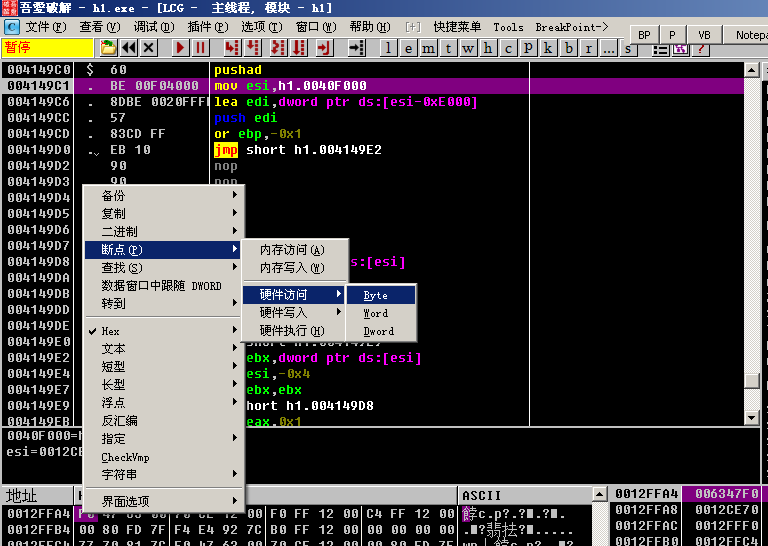 吾愛破解 - h1.exe - [LCG - 主线程, 模块 - h1]
文件(F) 查看(V) 调试(D) 插件(P) 选项(T) 窗口(W) 帮助(H) [+] 快捷菜单 Tools BreakPoint-> BP P VB Notepa
暂停 l e m t w h c p k b r ... s ?
004149C0 $ 60 pushad
004149C1 . BE 00F04000 mov esi,h1.0040F000
004149C6 . 8DBE 0020FFF lea edi,dword ptr ds:[esi-0xE000]
004149CC . 57 push edi
004149CD . 83CD FF or ebp,-0x1
004149D0 .⌄ EB 10 jmp short h1.004149E2
004149D2 90 nop
004149D3 90 nop
004149D4
004149D5
004149D6
004149D7
004149D8 s:[esi]
004149DA
004149DB
004149DD
004149DE
004149E0 short h1.004149E9
004149E2 ebx,dword ptr ds:[esi]
004149E4 esi,-0x4
004149E7 ebx,ebx
004149E9 hort h1.004149D8
004149EB eax,0x1
备份
复制
二进制
断点(P)
查找(S)
数据窗口中跟随 DWORD
转到
Hex
文本
短型
长型
浮点
反汇编
指定
CheckVmp
字符串
界面选项
内存访问(A)
内存写入(W)
硬件访问
硬件写入
硬件执行(H)
Byte
Word
Dword
0040F000=h
esi=0012CE
地址 H ASCII
0012FFA4 F0 47 63 00 70 CE 12 00 F0 FF 12 00 C4 FF 12 00
0012FFB4 00 80 FD 7F F4 E4 92 7C B0 FF 12 00 00 00 00 00
0012FFA4 006347F0
0012FFA8 0012CE70
0012FFAC 0012FFF0
0012FFB0 0012FFC4